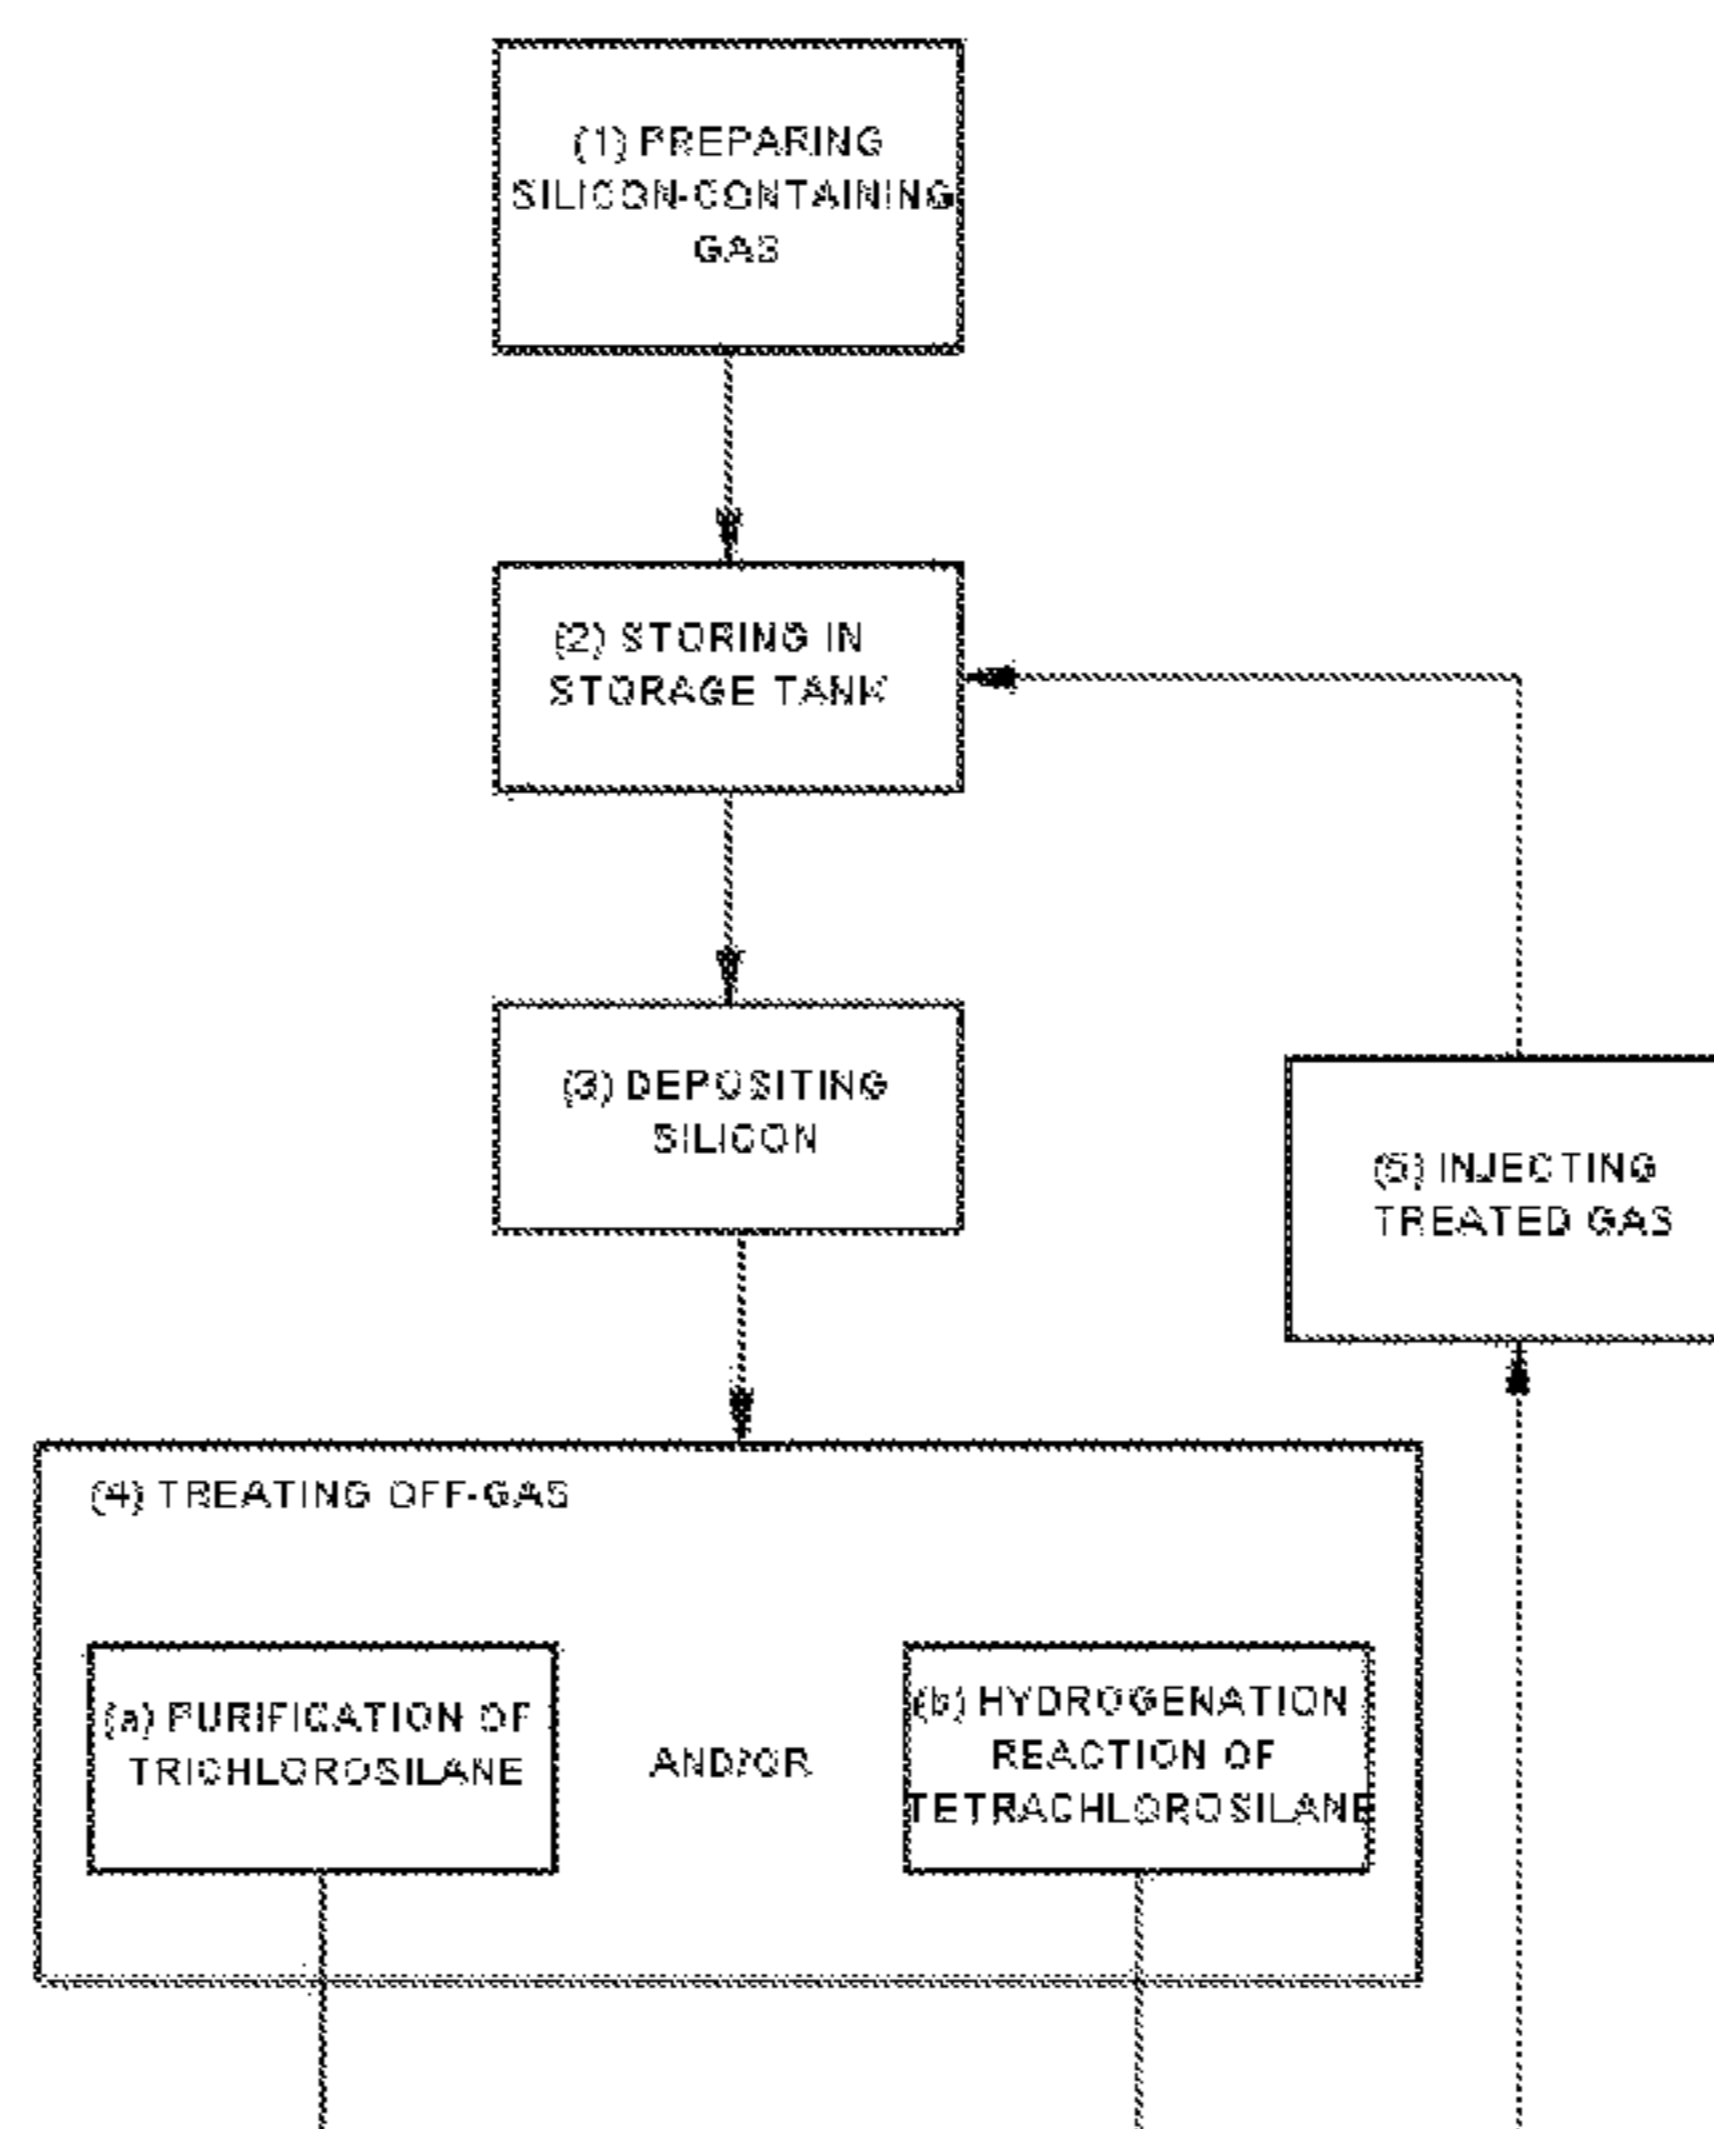 (1) PREPARING
SILICON-CONTAINING
GAS
(2) STORING IN
STORAGE TANK
(3) DEPOSITING
SILICON
(5) INJECTING
TREATED GAS
(4) TREATING OFF-GAS
(a) PURIFICATION OF
TRICHLOROSILANE
AND/OR
(b) HYDROGENATION
REACTION OF
TETRACHLOROSILANE